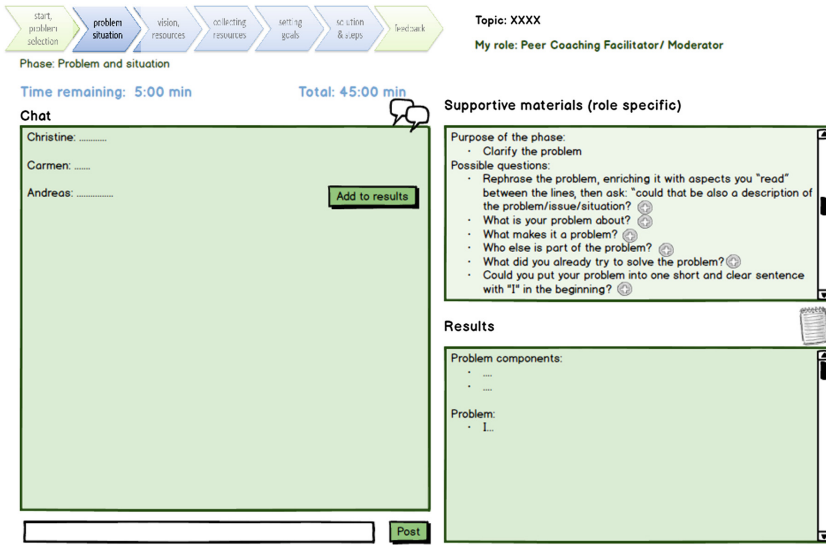 start,
problem
selection
problem
situation
vision,
resources
collecting
resources
setting
goals
solution
& steps
feedback
Topic: XXXX
My role: Peer Coaching Facilitator/ Moderator
Phase: Problem and situation
Time remaining: 5:00 min
Total: 45:00 min
Chat
Christine: ............
Carmen: .......
Andreas: ................
Add to results
Post
Supportive materials (role specific)
Purpose of the phase:
· Clarify the problem
Possible questions:
· Rephrase the problem, enriching it with aspects you “read”
between the lines, then ask: “could that be also a description of
the problem/issue/situation?
· What is your problem about?
· What makes it a problem?
· Who else is part of the problem?
· What did you already try to solve the problem?
· Could you put your problem into one short and clear sentence
with “I” in the beginning?
Results
Problem components:
· ....
· ....
Problem:
· I...